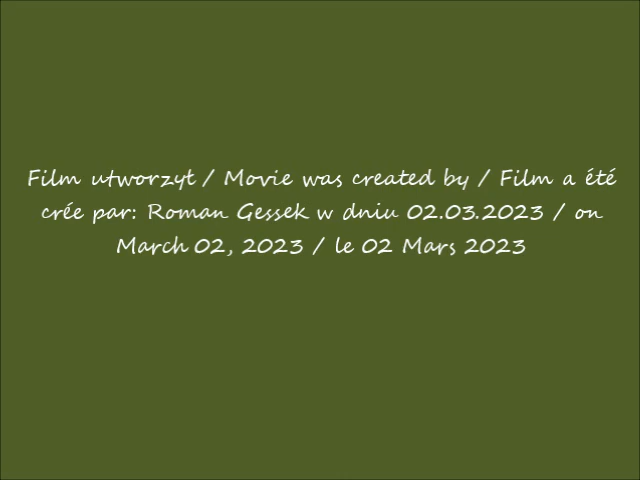 Film utworzył / Movie was created by / Film a été
crée par: Roman Gessek w dniu 02.03.2023 / on
March 02, 2023 / le 02 Mars 2023